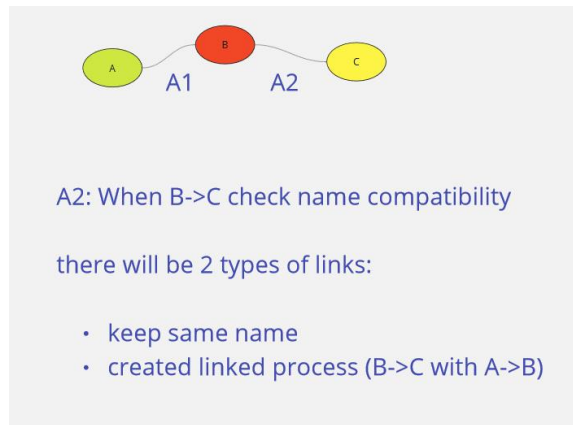 A
B
C
A1
A2
A2: When B->C check name compatibility
there will be 2 types of links:
• keep same name
• created linked process (B->C with A->B)